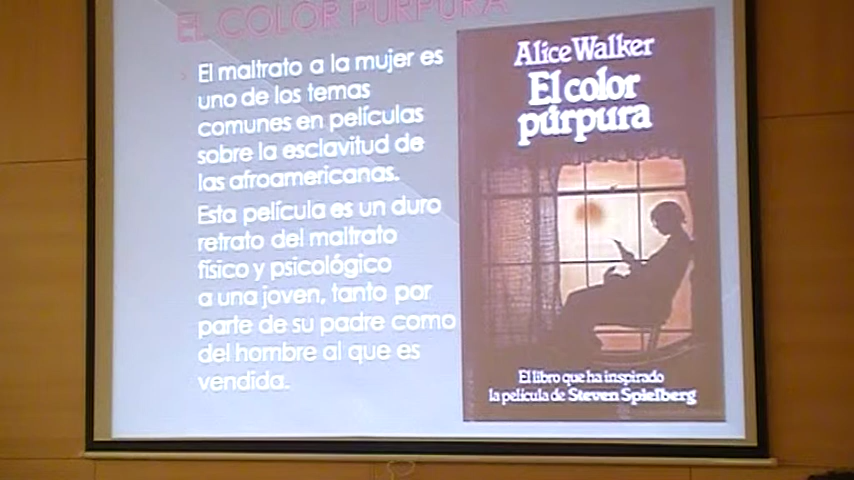 EL COLOR PÚRPURA
El maltrato a la mujer es
uno de los temas
comunes en películas
sobre la esclavitud de
las afroamericanas.
Esta película es un duro
retrato del maltrato
físico y psicológico
a una joven, tanto por
parte de su padre como
del hombre al que es
vendida.
Alice Walker
El color
púrpura
El libro que ha inspirado
la película de Steven Spielberg